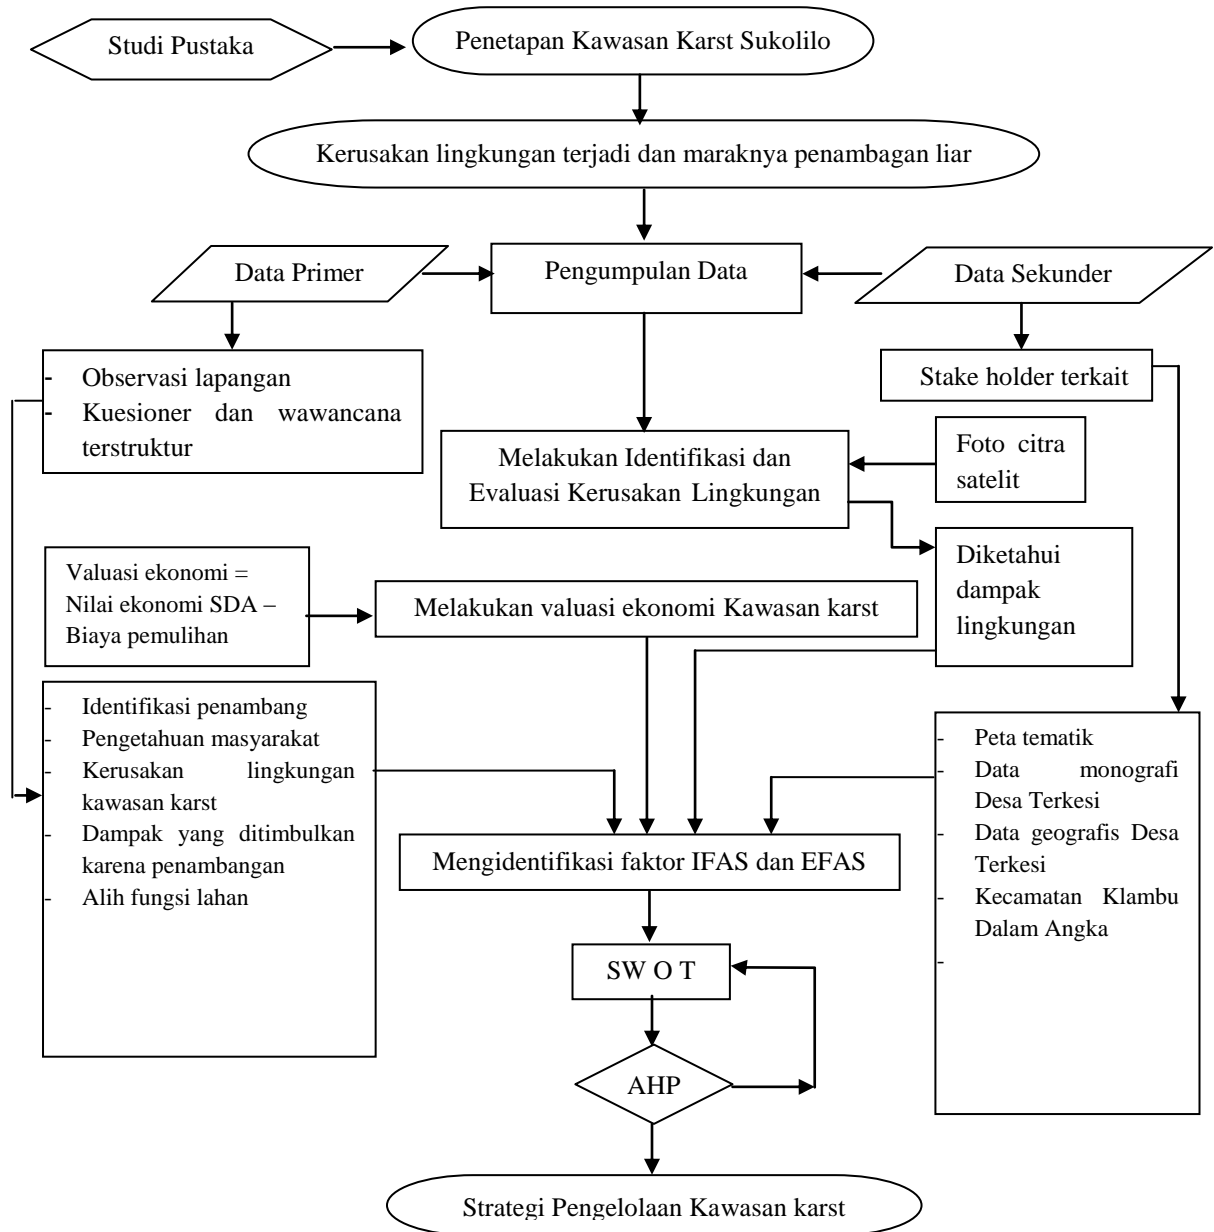 Studi Pustaka
Penetapan Kawasan Karst Sukolilo
Kerusakan lingkungan terjadi dan maraknya penambagan liar
Data Primer
Pengumpulan Data
Data Sekunder
- Observasi lapangan
- Kuesioner dan wawancana
terstruktur
Stake holder terkait
Melakukan Identifikasi dan
Evaluasi Kerusakan Lingkungan
Foto citra
satelit
Diketahui
dampak
lingkungan
Valuasi ekonomi =
Nilai ekonomi SDA –
Biaya pemulihan
Melakukan valuasi ekonomi Kawasan karst
- Identifikasi penambang
- Pengetahuan masyarakat
- Kerusakan lingkungan
kawasan karst
- Dampak yang ditimbulkan
karena penambangan
- Alih fungsi lahan
- Peta tematik
- Data monografi
Desa Terkesi
- Data geografis Desa
Terkesi
- Kecamatan Klambu
Dalam Angka
-
Mengidentifikasi faktor IFAS dan EFAS
SW O T
AHP
Strategi Pengelolaan Kawasan karst